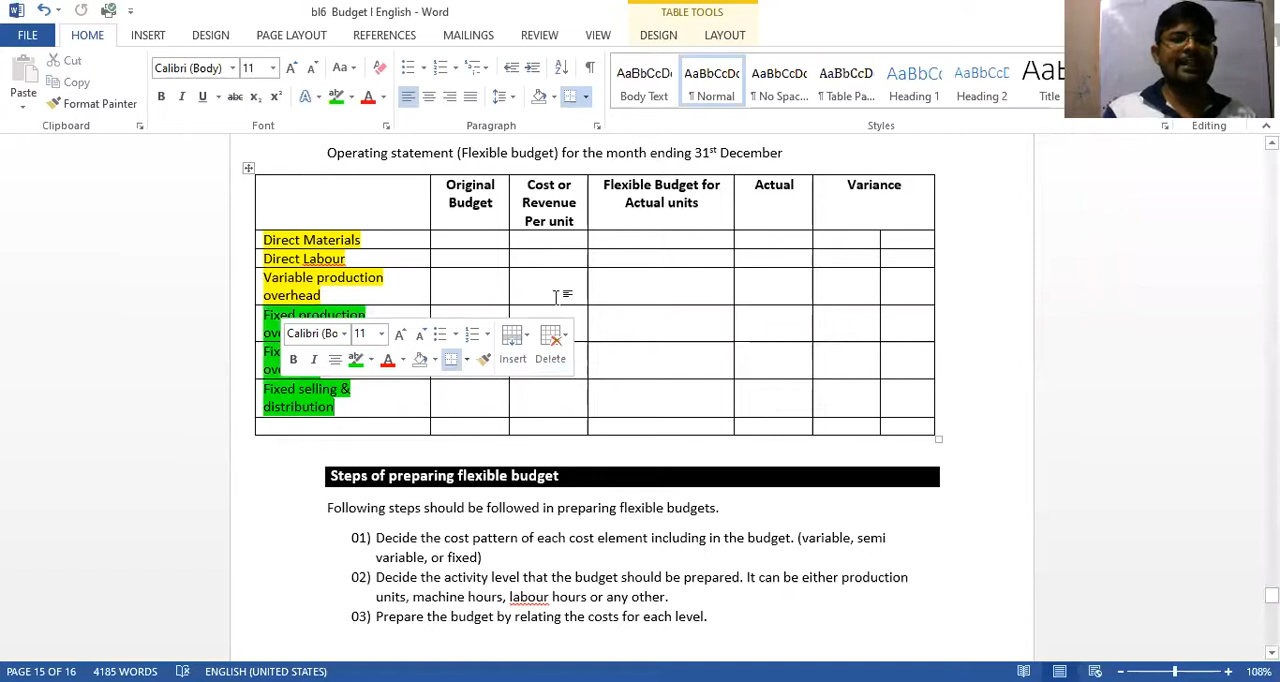 bl6 Budget l English - Word
TABLE TOOLS
FILE HOME INSERT DESIGN PAGE LAYOUT REFERENCES MAILINGS REVIEW VIEW DESIGN LAYOUT
Cut
Copy
Format Painter
Paste
Clipboard
Calibri (Body) 11
Font
Paragraph
AaBbCcDc AaBbCcDc AaBbCcDc AaBbCcD AaBbCc AaBbCcD AaB
Body Text ¶ Normal ¶ No Spac... ¶ Table Pa... Heading 1 Heading 2 Title
Styles
Editing
Operating statement (Flexible budget) for the month ending 31st December
Original Budget
Cost or Revenue Per unit
Flexible Budget for Actual units
Actual
Variance
Direct Materials
Direct Labour
Variable production
overhead
Fixed production
Calibri (Bo 11
Insert Delete
Fixed selling &
distribution
Steps of preparing flexible budget
Following steps should be followed in preparing flexible budgets.
01) Decide the cost pattern of each cost element including in the budget. (variable, semi
variable, or fixed)
02) Decide the activity level that the budget should be prepared. It can be either production
units, machine hours, labour hours or any other.
03) Prepare the budget by relating the costs for each level.
PAGE 15 OF 16 4185 WORDS ENGLISH (UNITED STATES) 108%